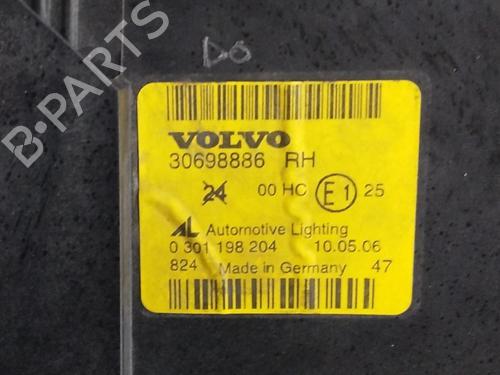 DO
VOLVO
30698886 RH
24 00 HC E1 25
AL Automotive Lighting
0 301 198 204 10.05.06
824 Made in Germany 47
B-PARTS